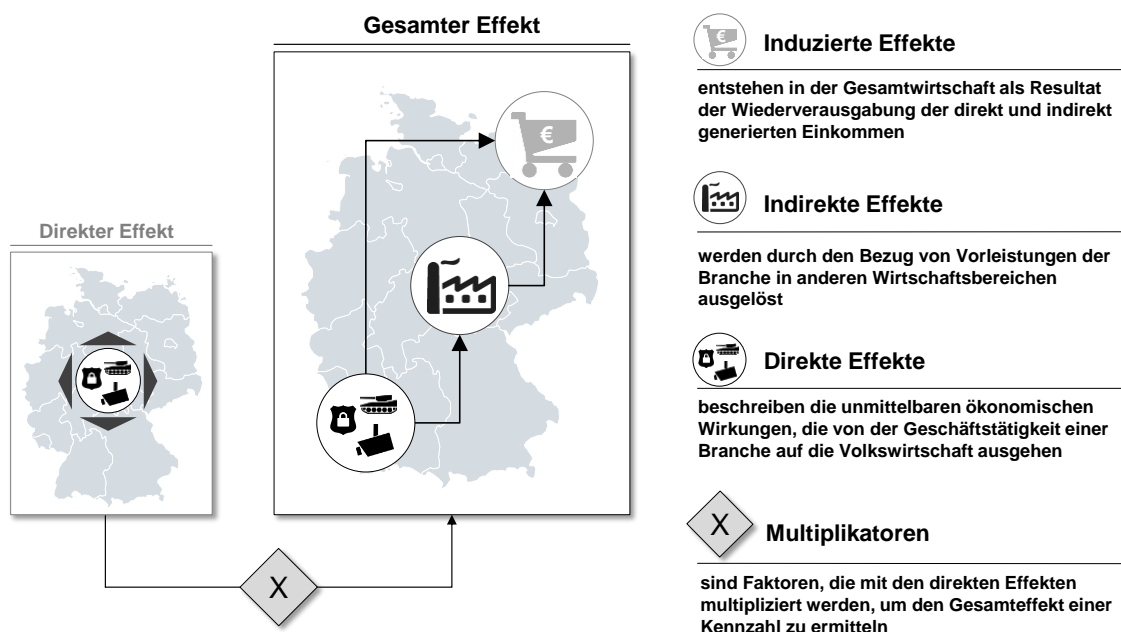 Gesamter Effekt
Direkter Effekt
€
X
€
Induzierte Effekte
entstehen in der Gesamtwirtschaft als Resultat
der Wiederverausgabung der direkt und indirekt
generierten Einkommen
Indirekte Effekte
werden durch den Bezug von Vorleistungen der
Branche in anderen Wirtschaftsbereichen
ausgelöst
Direkte Effekte
beschreiben die unmittelbaren ökonomischen
Wirkungen, die von der Geschäftstätigkeit einer
Branche auf die Volkswirtschaft ausgehen
X
Multiplikatoren
sind Faktoren, die mit den direkten Effekten
multipliziert werden, um den Gesamteffekt einer
Kennzahl zu ermitteln